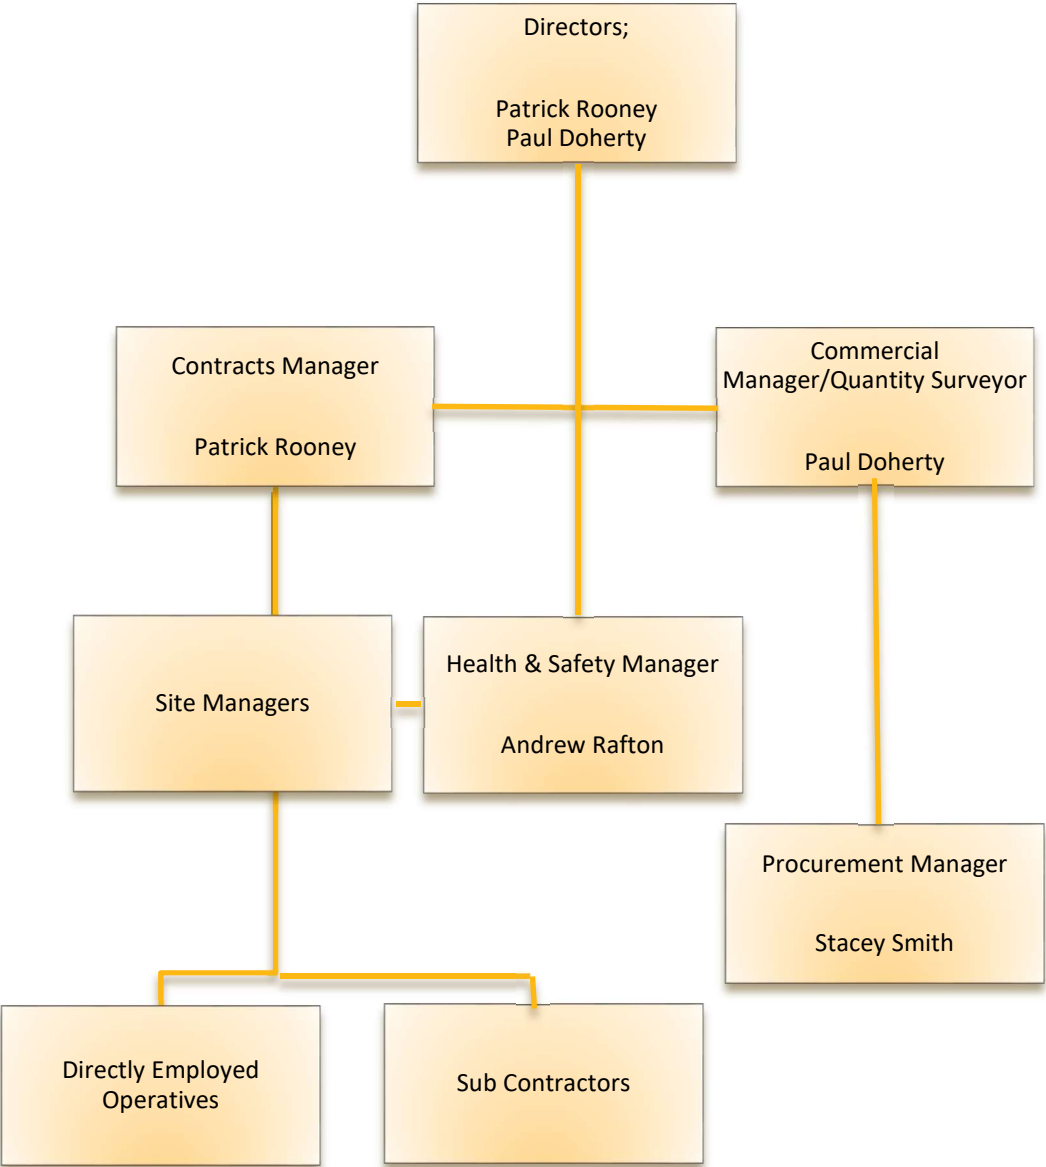 Directors;
Patrick Rooney
Paul Doherty
Contracts Manager
Patrick Rooney
Commercial
Manager/Quantity Surveyor
Paul Doherty
Site Managers
Health & Safety Manager
Andrew Rafton
Procurement Manager
Stacey Smith
Directly Employed
Operatives
Sub Contractors